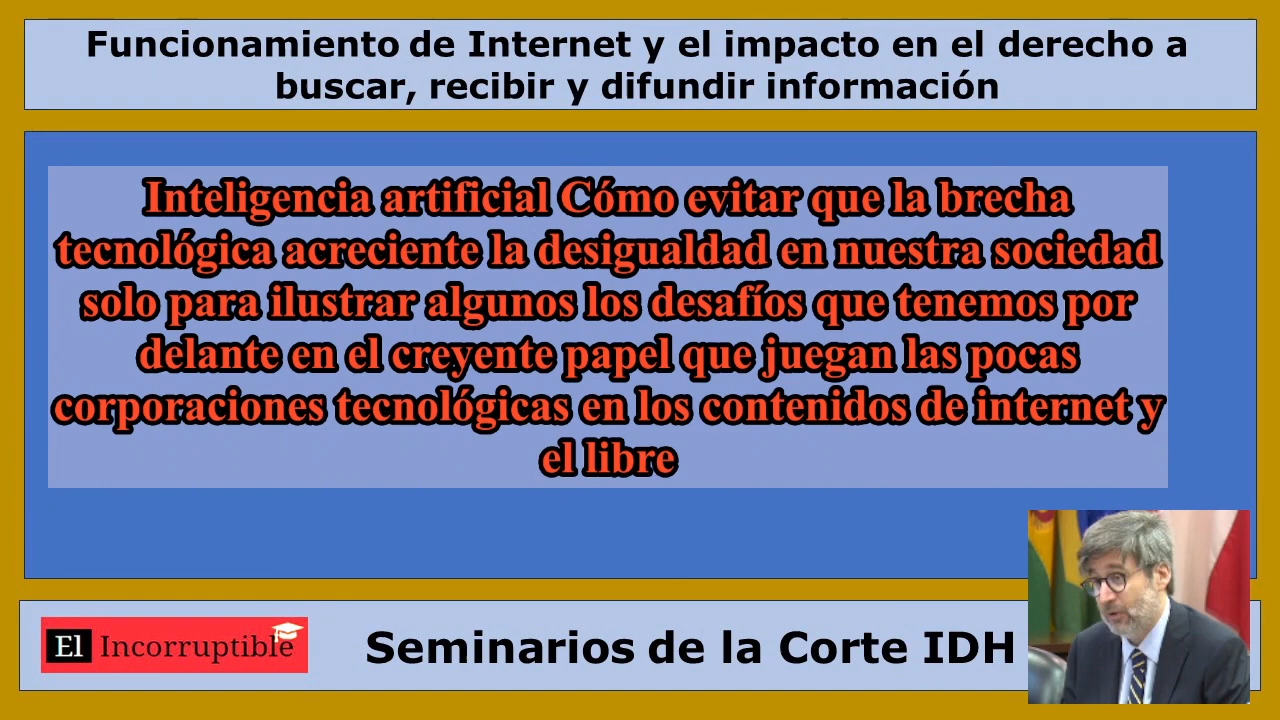 Funcionamiento de Internet y el impacto en el derecho a
buscar, recibir y difundir información
Inteligencia artificial Cómo evitar que la brecha
tecnológica acreciente la desigualdad en nuestra sociedad
solo para ilustrar algunos los desafíos que tenemos por
delante en el creyente papel que juegan las pocas
corporaciones tecnológicas en los contenidos de internet y
el libre
El Incorruptible
Seminarios de la Corte IDH